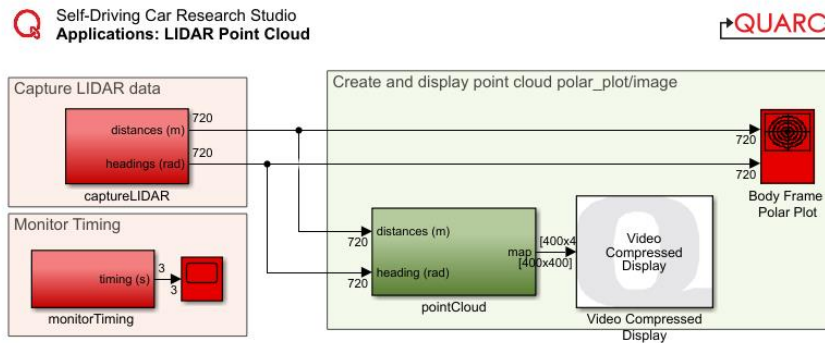 Self-Driving Car Research Studio
Applications: LIDAR Point Cloud
QUARC
Capture LIDAR data
distances (m)
720
headings (rad)
720
captureLIDAR
Monitor Timing
timing (s)
3
3
monitorTiming
Create and display point cloud polar_plot/image
720
720
Body Frame
Polar Plot
720
distances (m)
720
heading (rad)
map
[400x4
[400x400]
pointCloud
Video
Compressed
Display
Video Compressed
Display